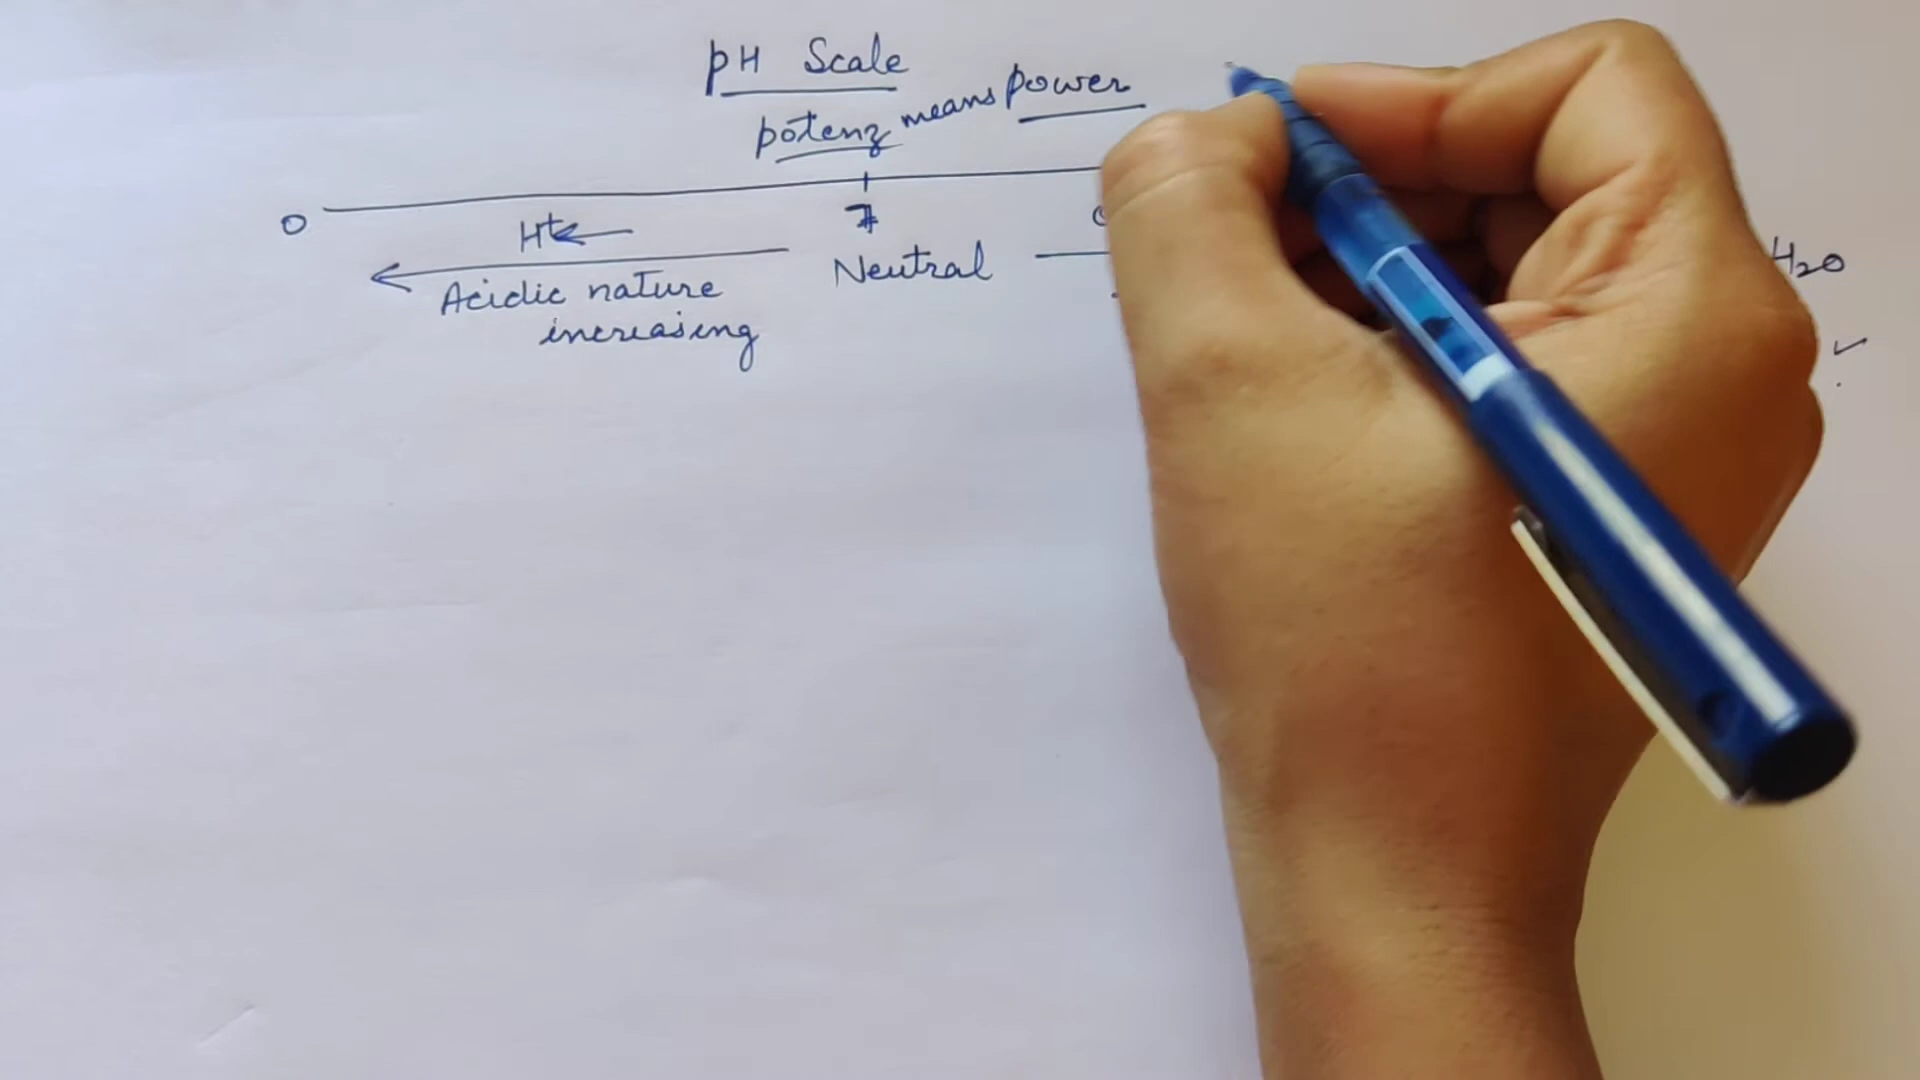 pH Scale
potenz means power
0 7
H+
Neutral H2O
Acidic nature
increasing